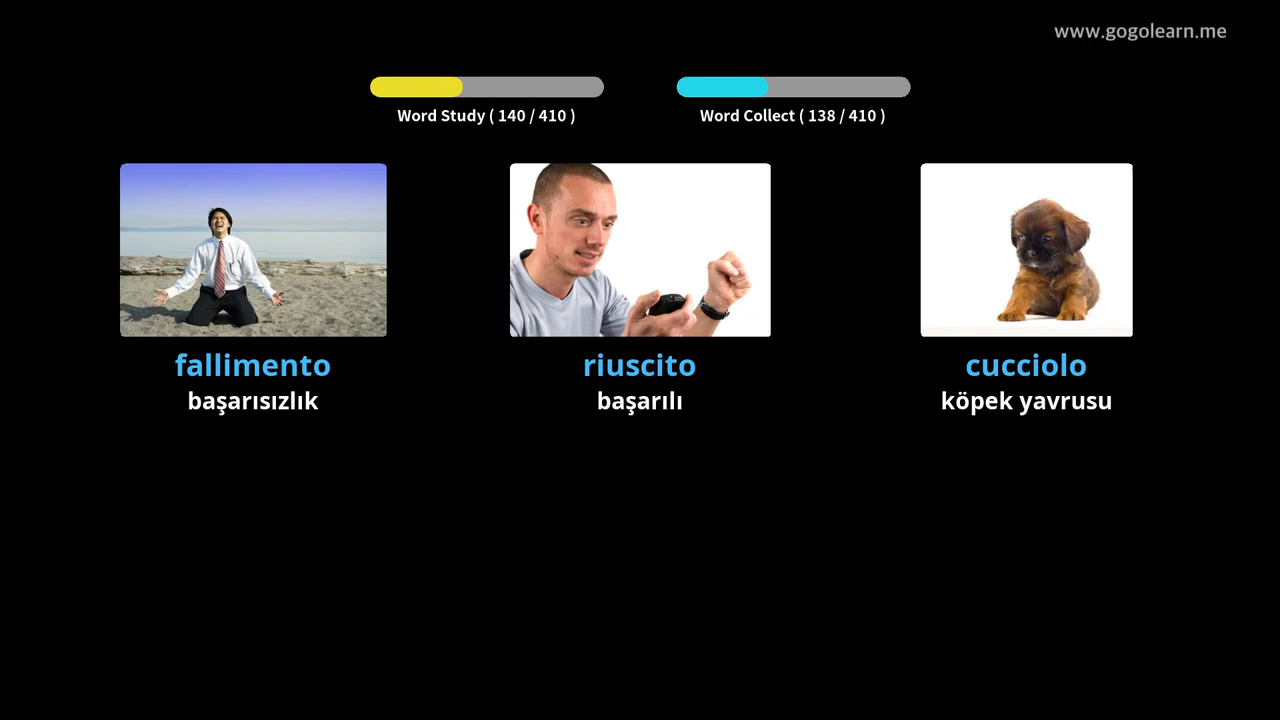 www.gogolearn.me
Word Study ( 140 / 410 )
Word Collect ( 138 / 410 )
fallimento
başarısızlık
riuscito
başarılı
cucciolo
köpek yavrusu